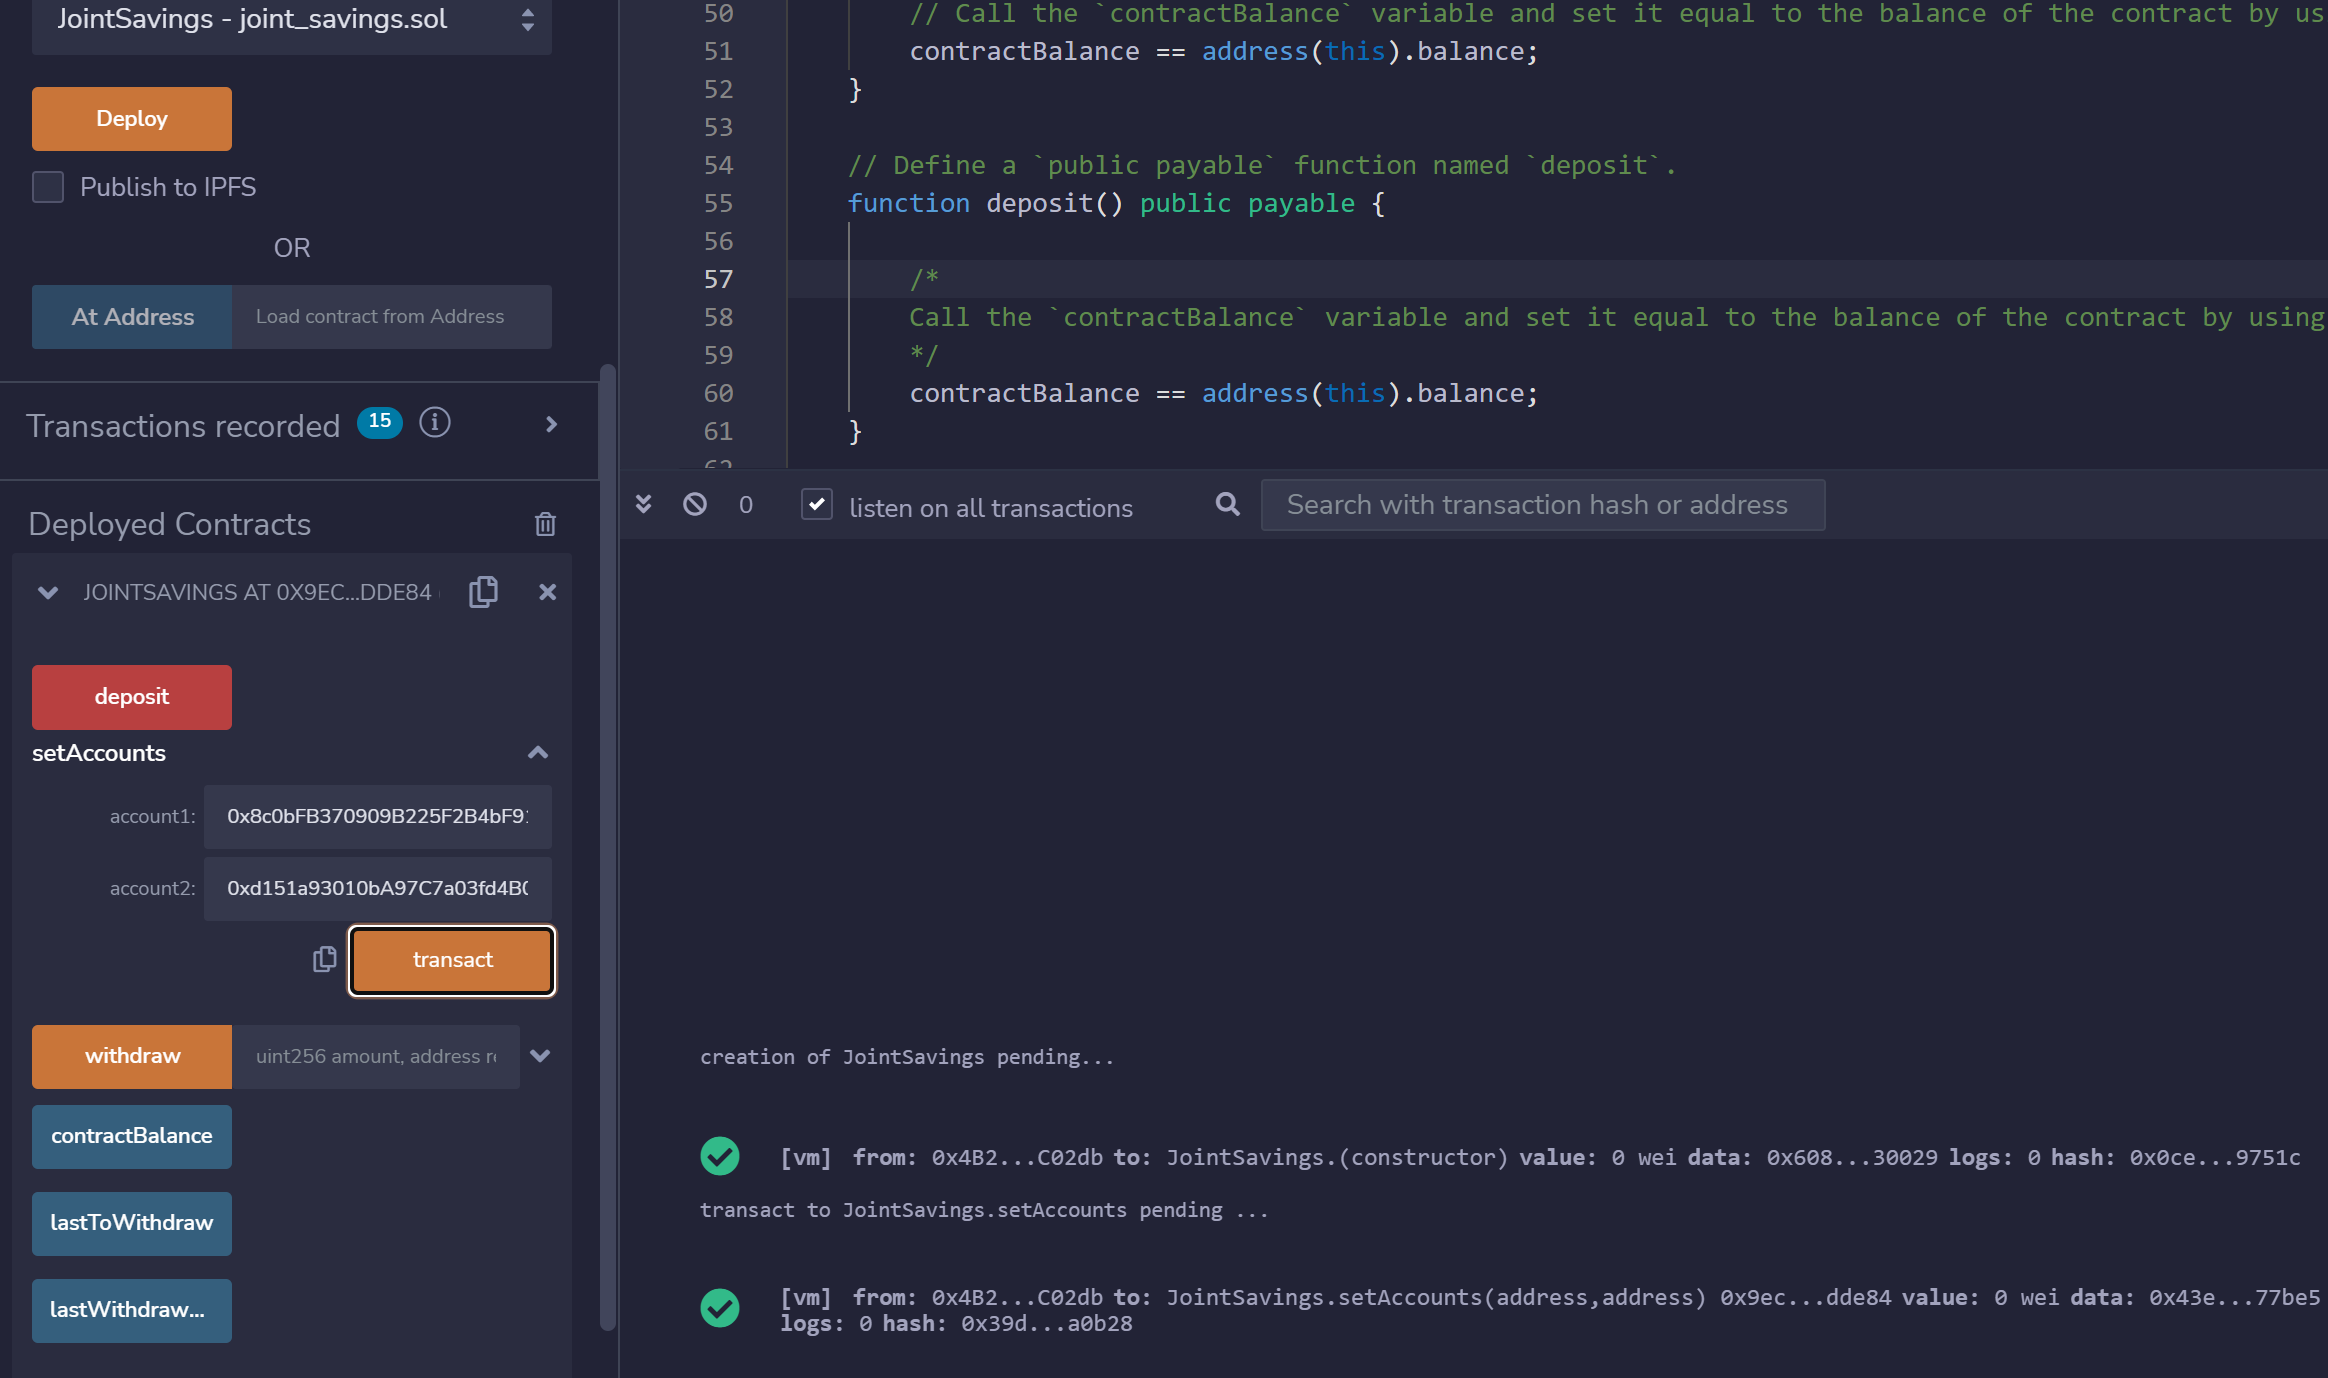 JointSavings - joint_savings.sol
Deploy
Publish to IPFS
OR
At Address
Load contract from Address
Transactions recorded 15
Deployed Contracts
JOINTSAVINGS AT 0X9EC...DDE84
deposit
setAccounts
account1: 0x8c0bFB370909B225F2B4bF91
account2: 0xd151a93010bA97C7a03fd4B0
transact
withdraw
uint256 amount, address re
contractBalance
lastToWithdraw
lastWithdraw...
50 // Call the `contractBalance` variable and set it equal to the balance of the contract by us
51 contractBalance == address(this).balance;
52 }
53
54 // Define a `public payable` function named `deposit`.
55 function deposit() public payable {
56
57 /*
58 Call the `contractBalance` variable and set it equal to the balance of the contract by using
59 */
60 contractBalance == address(this).balance;
61 }
62
0 listen on all transactions
Search with transaction hash or address
creation of JointSavings pending...
[vm] from: 0x4B2...C02db to: JointSavings.(constructor) value: 0 wei data: 0x608...30029 logs: 0 hash: 0x0ce...9751c
transact to JointSavings.setAccounts pending ...
[vm] from: 0x4B2...C02db to: JointSavings.setAccounts(address,address) 0x9ec...dde84 value: 0 wei data: 0x43e...77be5
logs: 0 hash: 0x39d...a0b28